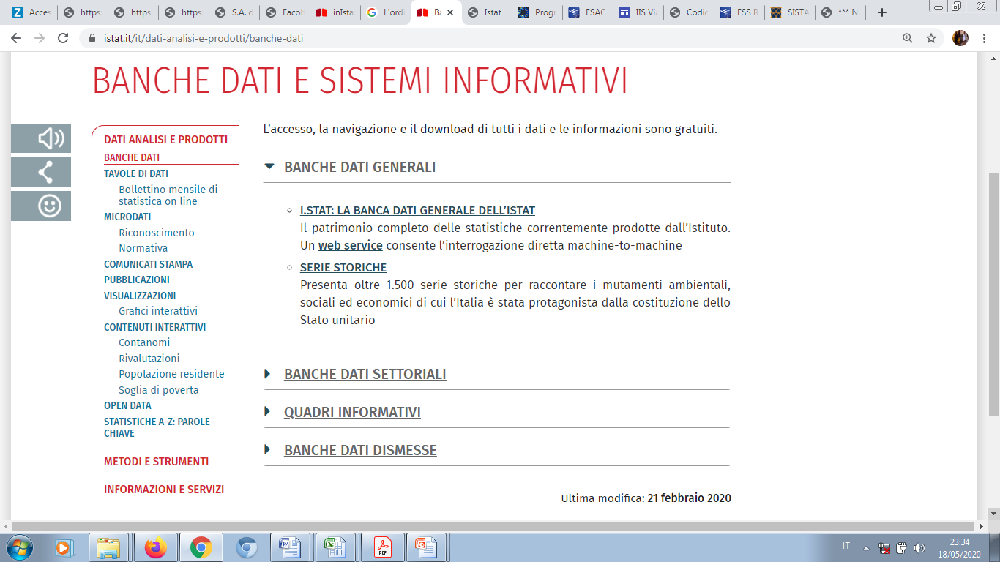 Acces
https
https
https:
S.A. d
Facol
inIsta
L'ord
Ba
Istat
Progr
ESAC
IIS Via
Codic
ESS R
SISTA
*** N
istat.it/it/dati-analisi-e-prodotti/banche-dati
BANCHE DATI E SISTEMI INFORMATIVI
DATI ANALISI E PRODOTTI
BANCHE DATI
TAVOLE DI DATI
Bollettino mensile di
statistica on line
MICRODATI
Riconoscimento
Normativa
COMUNICATI STAMPA
PUBBLICAZIONI
VISUALIZZAZIONI
Grafici interattivi
CONTENUTI INTERATTIVI
Contanomi
Rivalutazioni
Popolazione residente
Soglia di poverta
OPEN DATA
STATISTICHE A-Z: PAROLE
CHIAVE
METODI E STRUMENTI
INFORMAZIONI E SERVIZI
L'accesso, la navigazione e il download di tutti i dati e le informazioni sono gratuiti.
BANCHE DATI GENERALI
I.STAT: LA BANCA DATI GENERALE DELL'ISTAT
Il patrimonio completo delle statistiche correntemente prodotte dall'Istituto.
Un web service consente l'interrogazione diretta machine-to-machine
SERIE STORICHE
Presenta oltre 1.500 serie storiche per raccontare i mutamenti ambientali,
sociali ed economici di cui l'Italia è stata protagonista dalla costituzione dello
Stato unitario
BANCHE DATI SETTORIALI
QUADRI INFORMATIVI
BANCHE DATI DISMESSE
Ultima modifica: 21 febbraio 2020
IT
23:34
18/05/2020